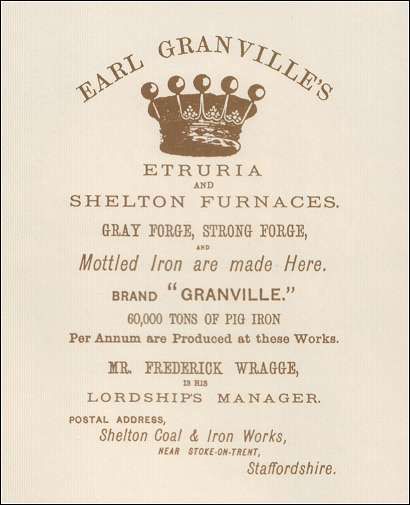 EARL GRANVILLE'S
ETRURIA
AND
SHELTON FURNACES.
GRAY FORGE, STRONG FORGE,
AND
Mottled Iron are made Here.
BRAND "GRANVILLE."
60,000 TONS OF PIG IRON
Per Annum are Produced at these Works.
MR. FREDERICK WRAGGE,
IS HIS
LORDSHIP'S MANAGER.
POSTAL ADDRESS,
Shelton Coal & Iron Works,
NEAR STOKE-ON-TRENT,
Staffordshire.